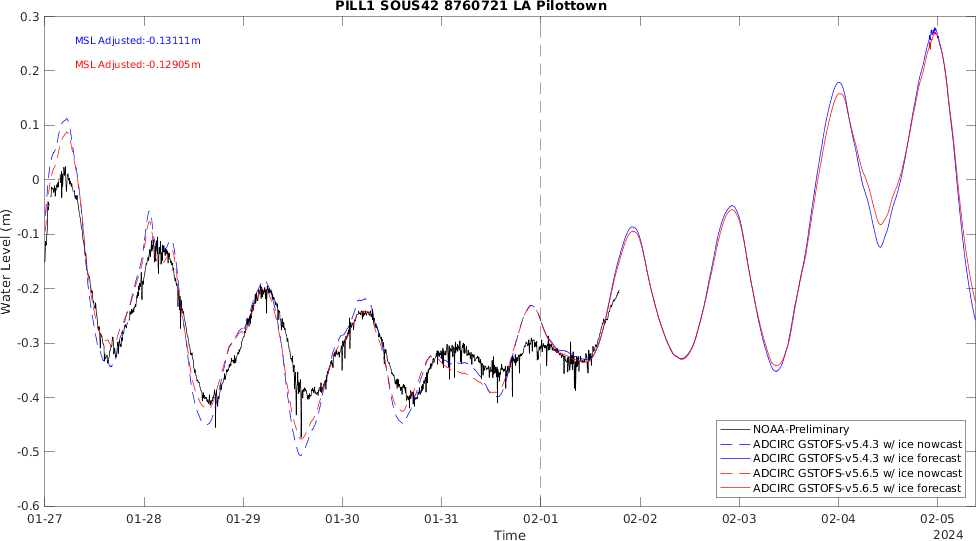 PILL1 SOUS42 8760721 LA Pilottown
MSL Adjusted:-0.13111m
MSL Adjusted:-0.12905m
Water Level (m)
0.3
0.2
0.1
0
-0.1
-0.2
-0.3
-0.4
-0.5
-0.6
NOAA-Preliminary
ADCIRC GSTOFS-v5.4.3 w/ ice nowcast
ADCIRC GSTOFS-v5.4.3 w/ ice forecast
ADCIRC GSTOFS-v5.6.5 w/ ice nowcast
ADCIRC GSTOFS-v5.6.5 w/ ice forecast
01-27 01-28 01-29 01-30 01-31 02-01 02-02 02-03 02-04 02-05
Time 2024